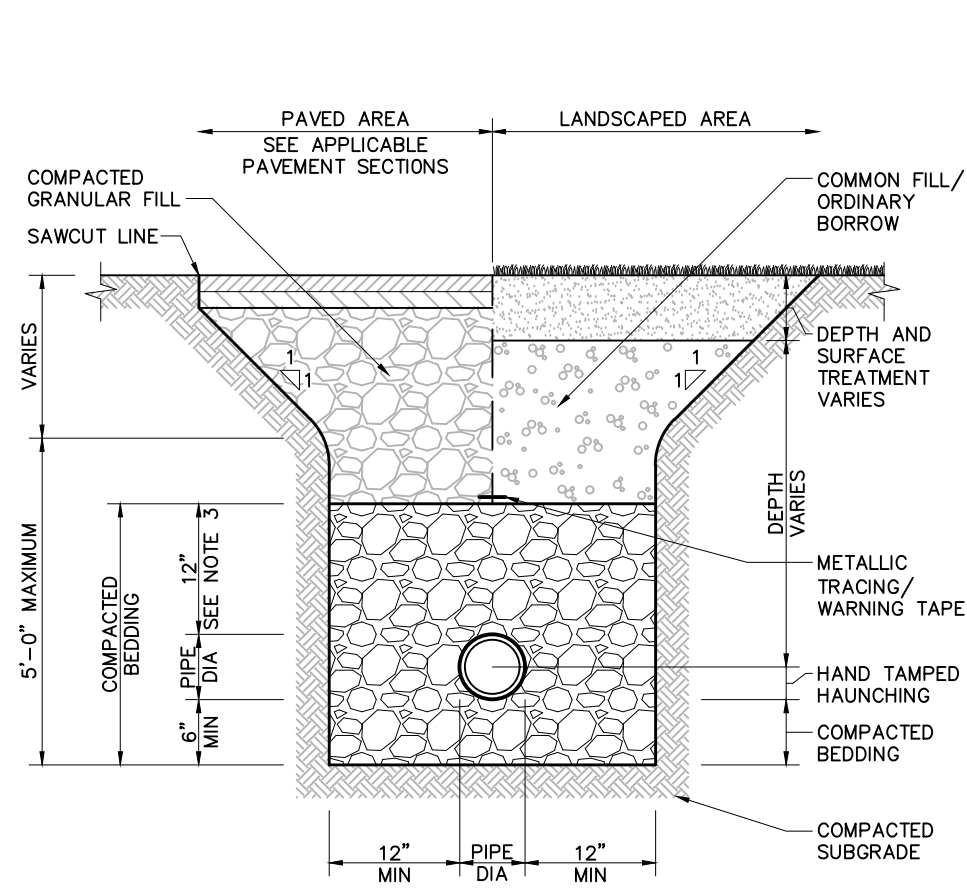 PAVED AREA
SEE APPLICABLE
PAVEMENT SECTIONS
LANDSCAPED AREA
COMPACTED
GRANULAR FILL
SAWCUT LINE
COMMON FILL/
ORDINARY
BORROW
VARIES
1
1
1
1
DEPTH AND
SURFACE
TREATMENT
VARIES
DEPTH
VARIES
5'-0" MAXIMUM
COMPACTED
BEDDING
12"
SEE NOTE 3
PIPE
DIA
6"
MIN
METALLIC
TRACING/
WARNING TAPE
HAND TAMPED
HAUNCHING
COMPACTED
BEDDING
COMPACTED
SUBGRADE
12"
MIN
PIPE
DIA
12"
MIN